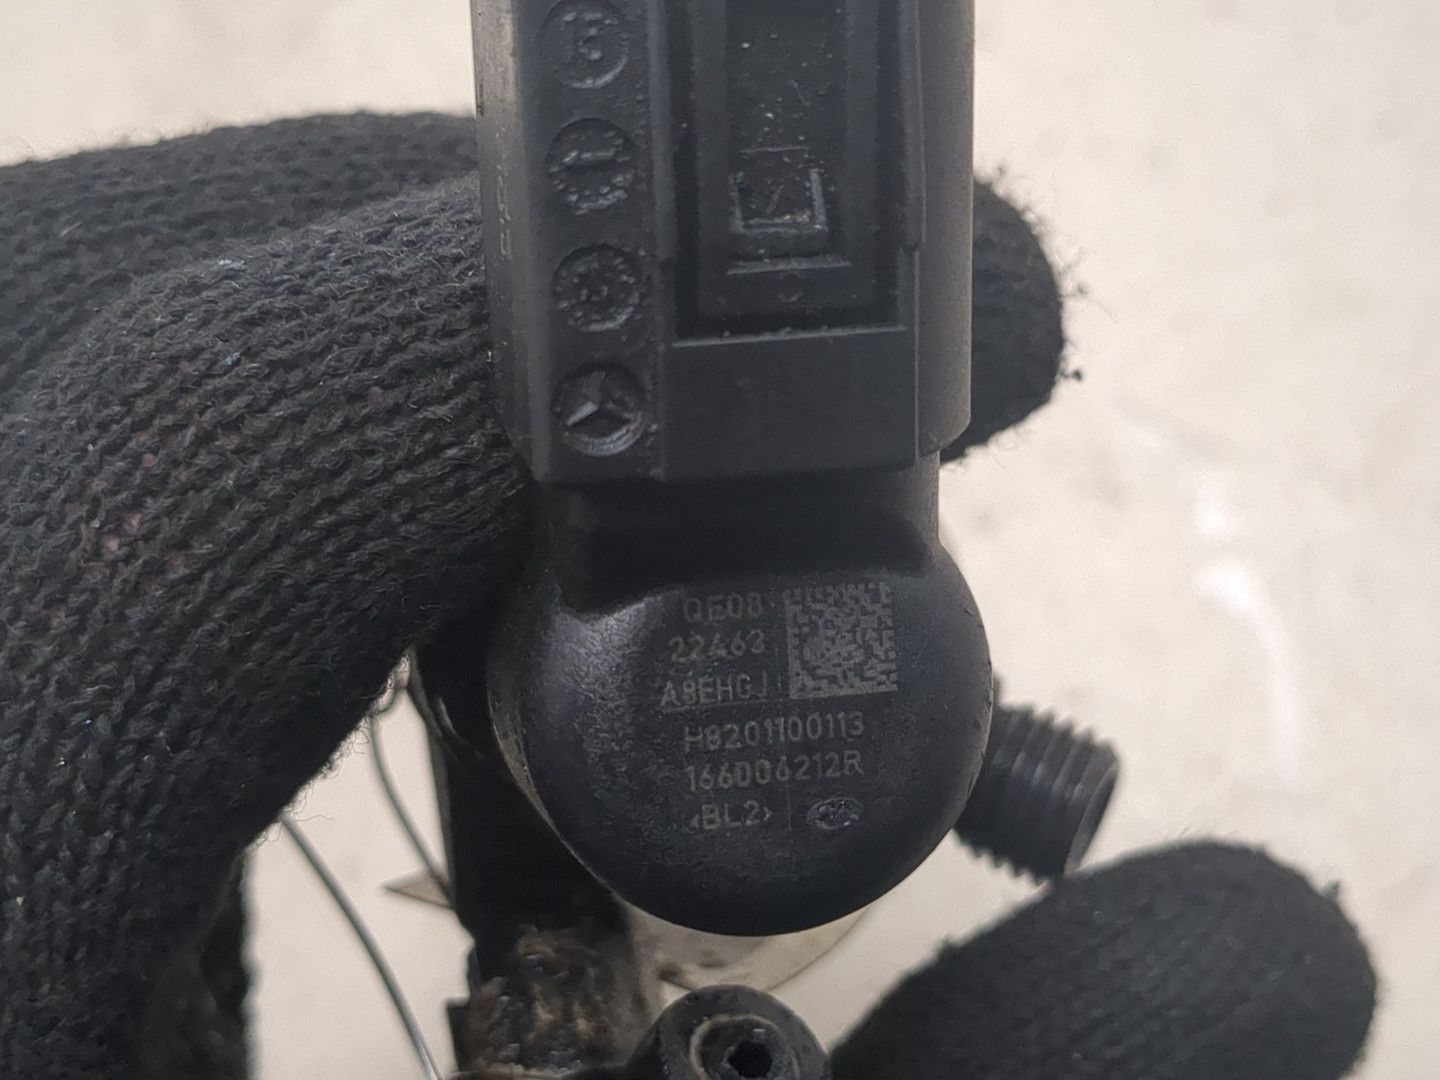 QE08
22463
A8EHGJ
H8201100113
166006212R
‹BL2›